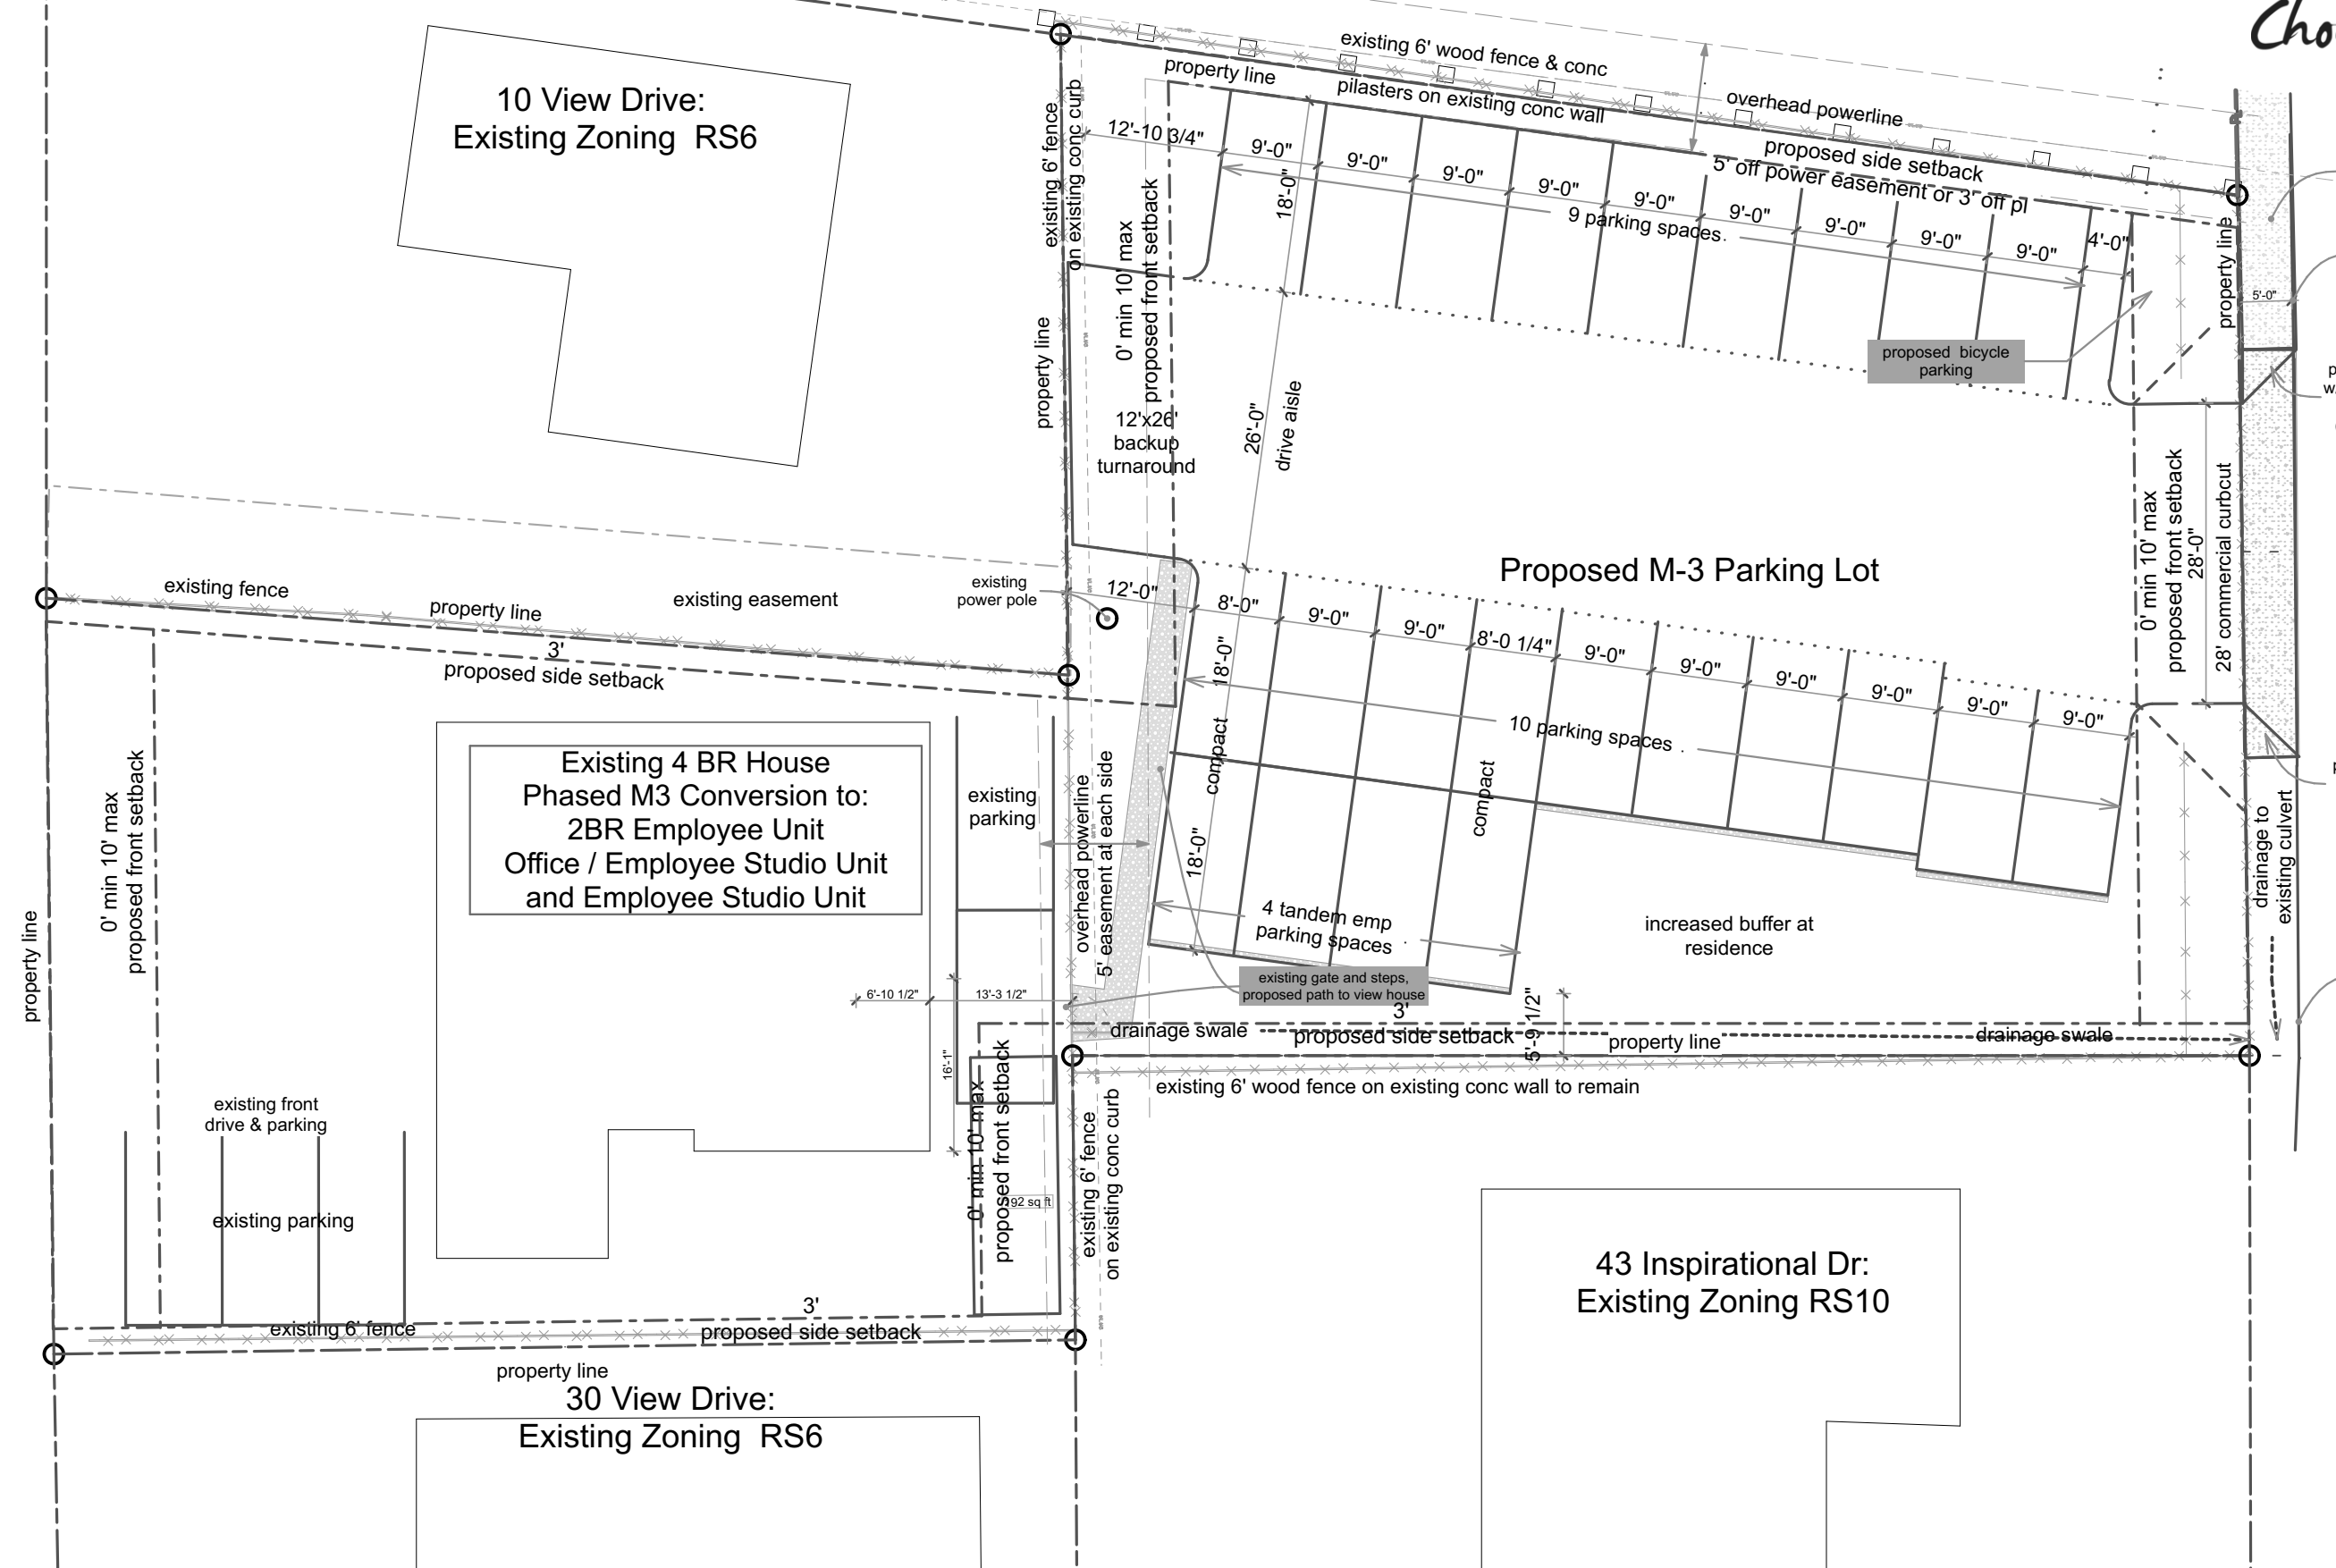 Cho
10 View Drive:
Existing Zoning RS6
existing 6' wood fence & conc
pilasters on existing conc wall
property line
overhead powerline
proposed side setback
5' off power easement or 3' off pl
existing 6' fence
on existing conc curb
12'-10 3/4"
9'-0"
9'-0"
9'-0"
9'-0"
9'-0"
9'-0"
9'-0"
9'-0"
9'-0"
4'-0"
18'-0"
9 parking spaces.
0' min 10' max
proposed front setback
property line
12'x26'
backup
turnaround
26'-0"
drive aisle
proposed bicycle
parking
property line
5'-0"
p
w
0' min 10' max
proposed front setback
28'-0"
28' commercial curbcut
Proposed M-3 Parking Lot
existing fence
property line
existing easement
existing
power pole
3'
proposed side setback
12'-0"
8'-0"
9'-0"
9'-0"
8'-0 1/4"
9'-0"
9'-0"
9'-0"
9'-0"
9'-0"
9'-0"
18'-0"
compact
10 parking spaces .
compact
18'-0"
4 tandem emp
parking spaces
Existing 4 BR House
Phased M3 Conversion to:
2BR Employee Unit
Office / Employee Studio Unit
and Employee Studio Unit
existing
parking
overhead powerline
5' easement at each side
0' min 10' max
proposed front setback
property line
increased buffer at
residence
p
drainage to
existing culvert
existing gate and steps,
proposed path to view house
6'-10 1/2"
13'-3 1/2"
3'
5'-9 1/2"
drainage swale
proposed side setback
property line
drainage swale
existing 6' wood fence on existing conc wall to remain
16'-1"
0' min 10' max
proposed front setback
92 sq ft
existing 6' fence
on existing conc curb
existing front
drive & parking
existing parking
43 Inspirational Dr:
Existing Zoning RS10
3'
existing 6' fence
proposed side setback
property line
30 View Drive:
Existing Zoning RS6